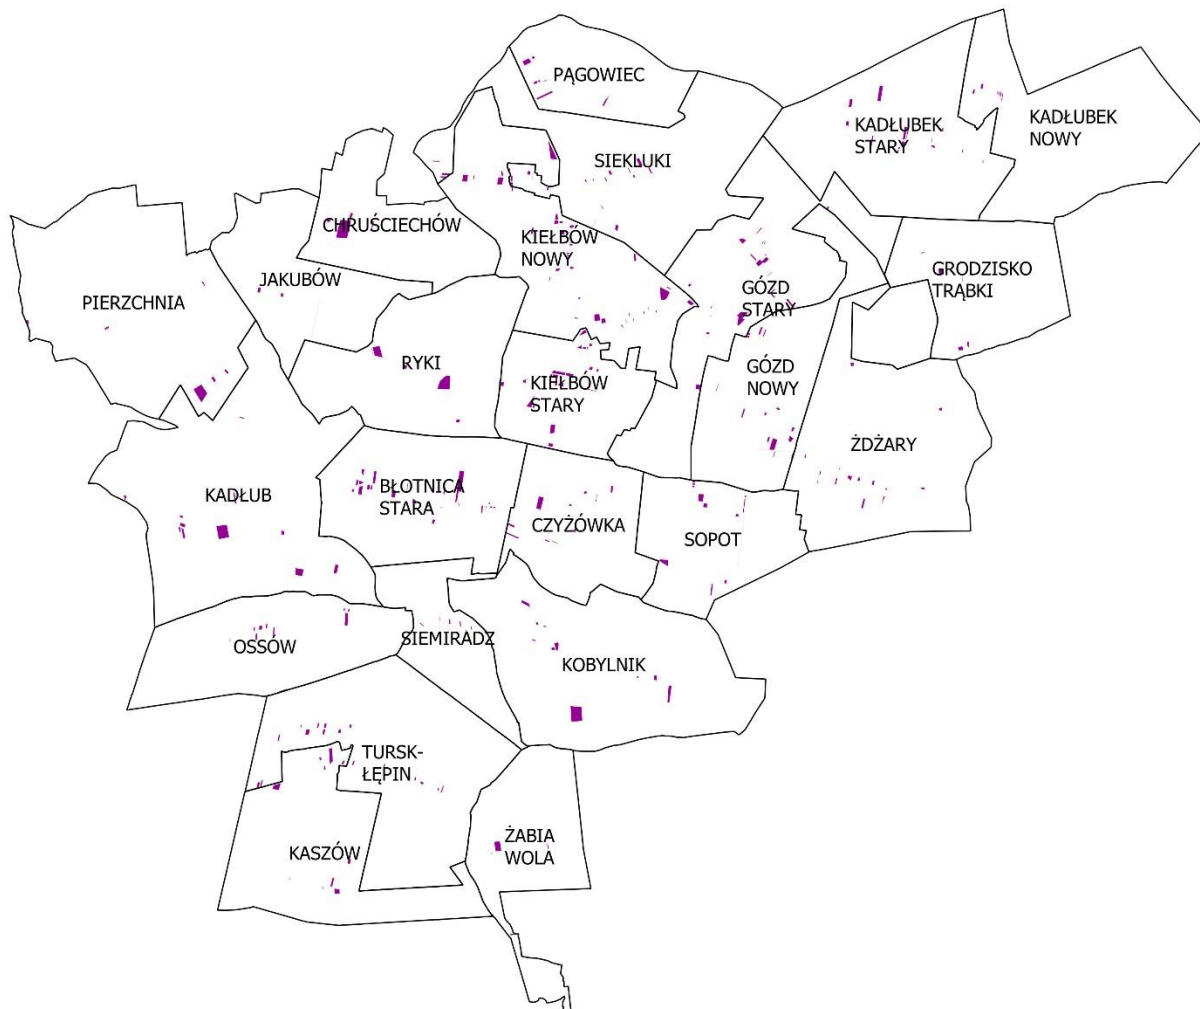 PĄGOWIEC
KADŁUBEK
STARY
KADŁUBEK
NOWY
SIEKLUKI
CHRUŚCIECHÓW
KIEŁBÓW
NOWY
JAKUBÓW
PIERZCHNIA
GÓZD
STARY
GRODZISKO
TRĄBKI
RYKI
KIEŁBÓW
STARY
GÓZD
NOWY
ŻDŻARY
KADŁUB
BŁOTNICA
STARA
CZYŻÓWKA
SOPOT
OSSÓW
SIEMIRADZ
KOBYLNIK
TURSK-
ŁĘPIN
KASZÓW
ŻABIA
WOLA